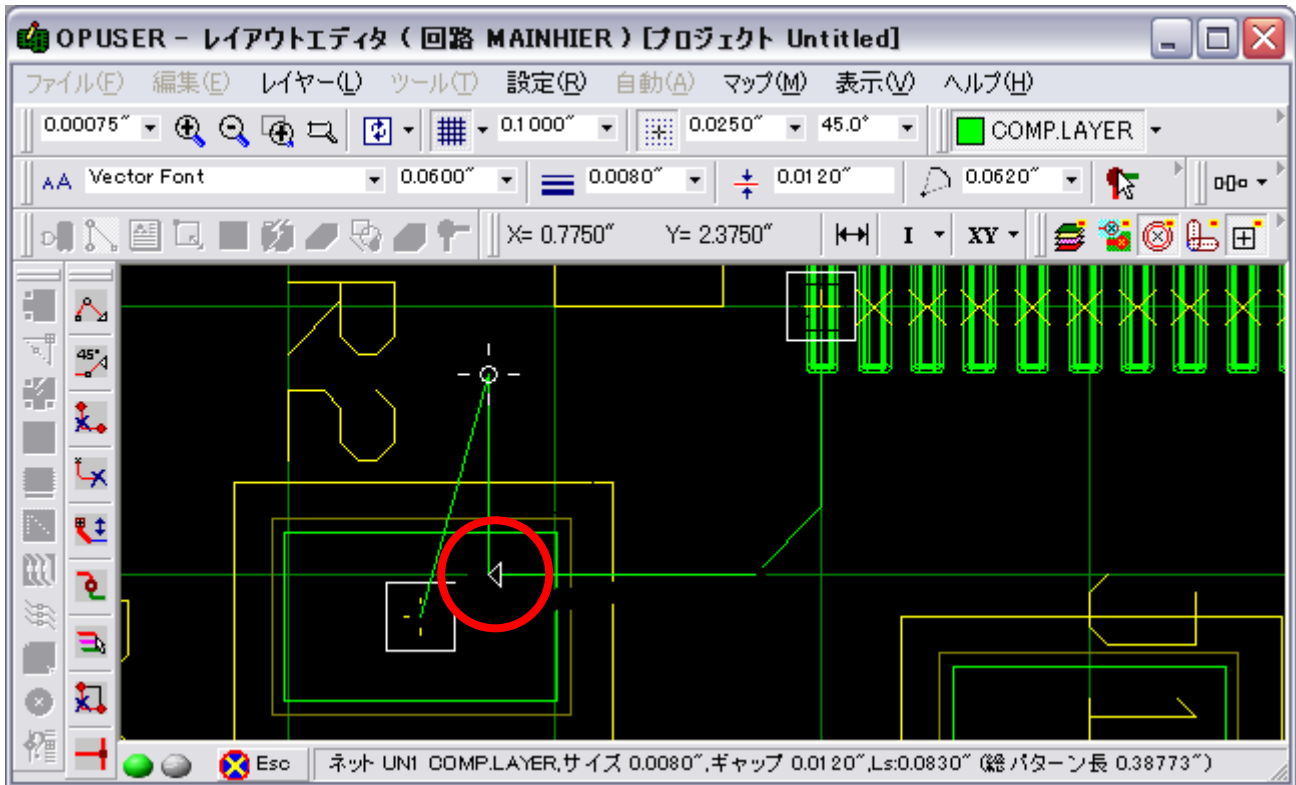 OPUSER - レイアウトエディタ ( 回路 MAINHIER ) [プロジェクト Untitled]
ファイル(F) 編集(E) レイヤー(L) ツール(T) 設定(R) 自動(A) マップ(M) 表示(V) ヘルプ(H)
0.00075" 0.1000" 0.0250" 45.0° COMP.LAYER
AA Vector Font 0.0600" 0.0080" 0.0120" 0.0620"
X= 0.7750" Y= 2.3750" I XY
45°
Esc ネット UN1 COMP.LAYER,サイズ 0.0080",ギャップ 0.0120",Ls:0.0830" (総パターン長 0.38773")